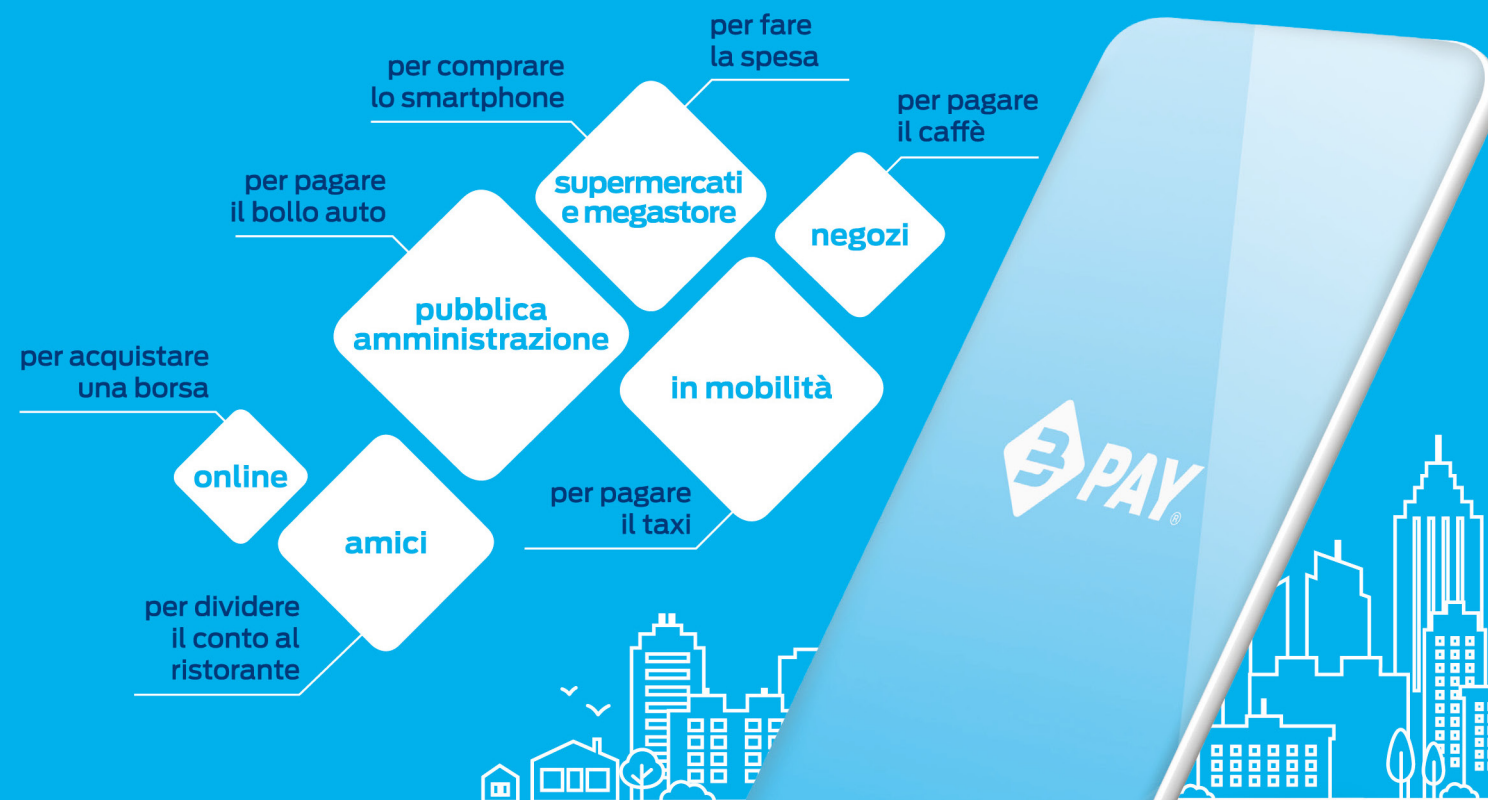 per fare
la spesa
per comprare
lo smartphone
supermercati
e megastore
per pagare
il caffè
negozi
per pagare
il bollo auto
pubblica
amministrazione
in mobilità
per pagare
il taxi
per acquistare
una borsa
online
amici
per dividere
il conto al
ristorante
B PAY®